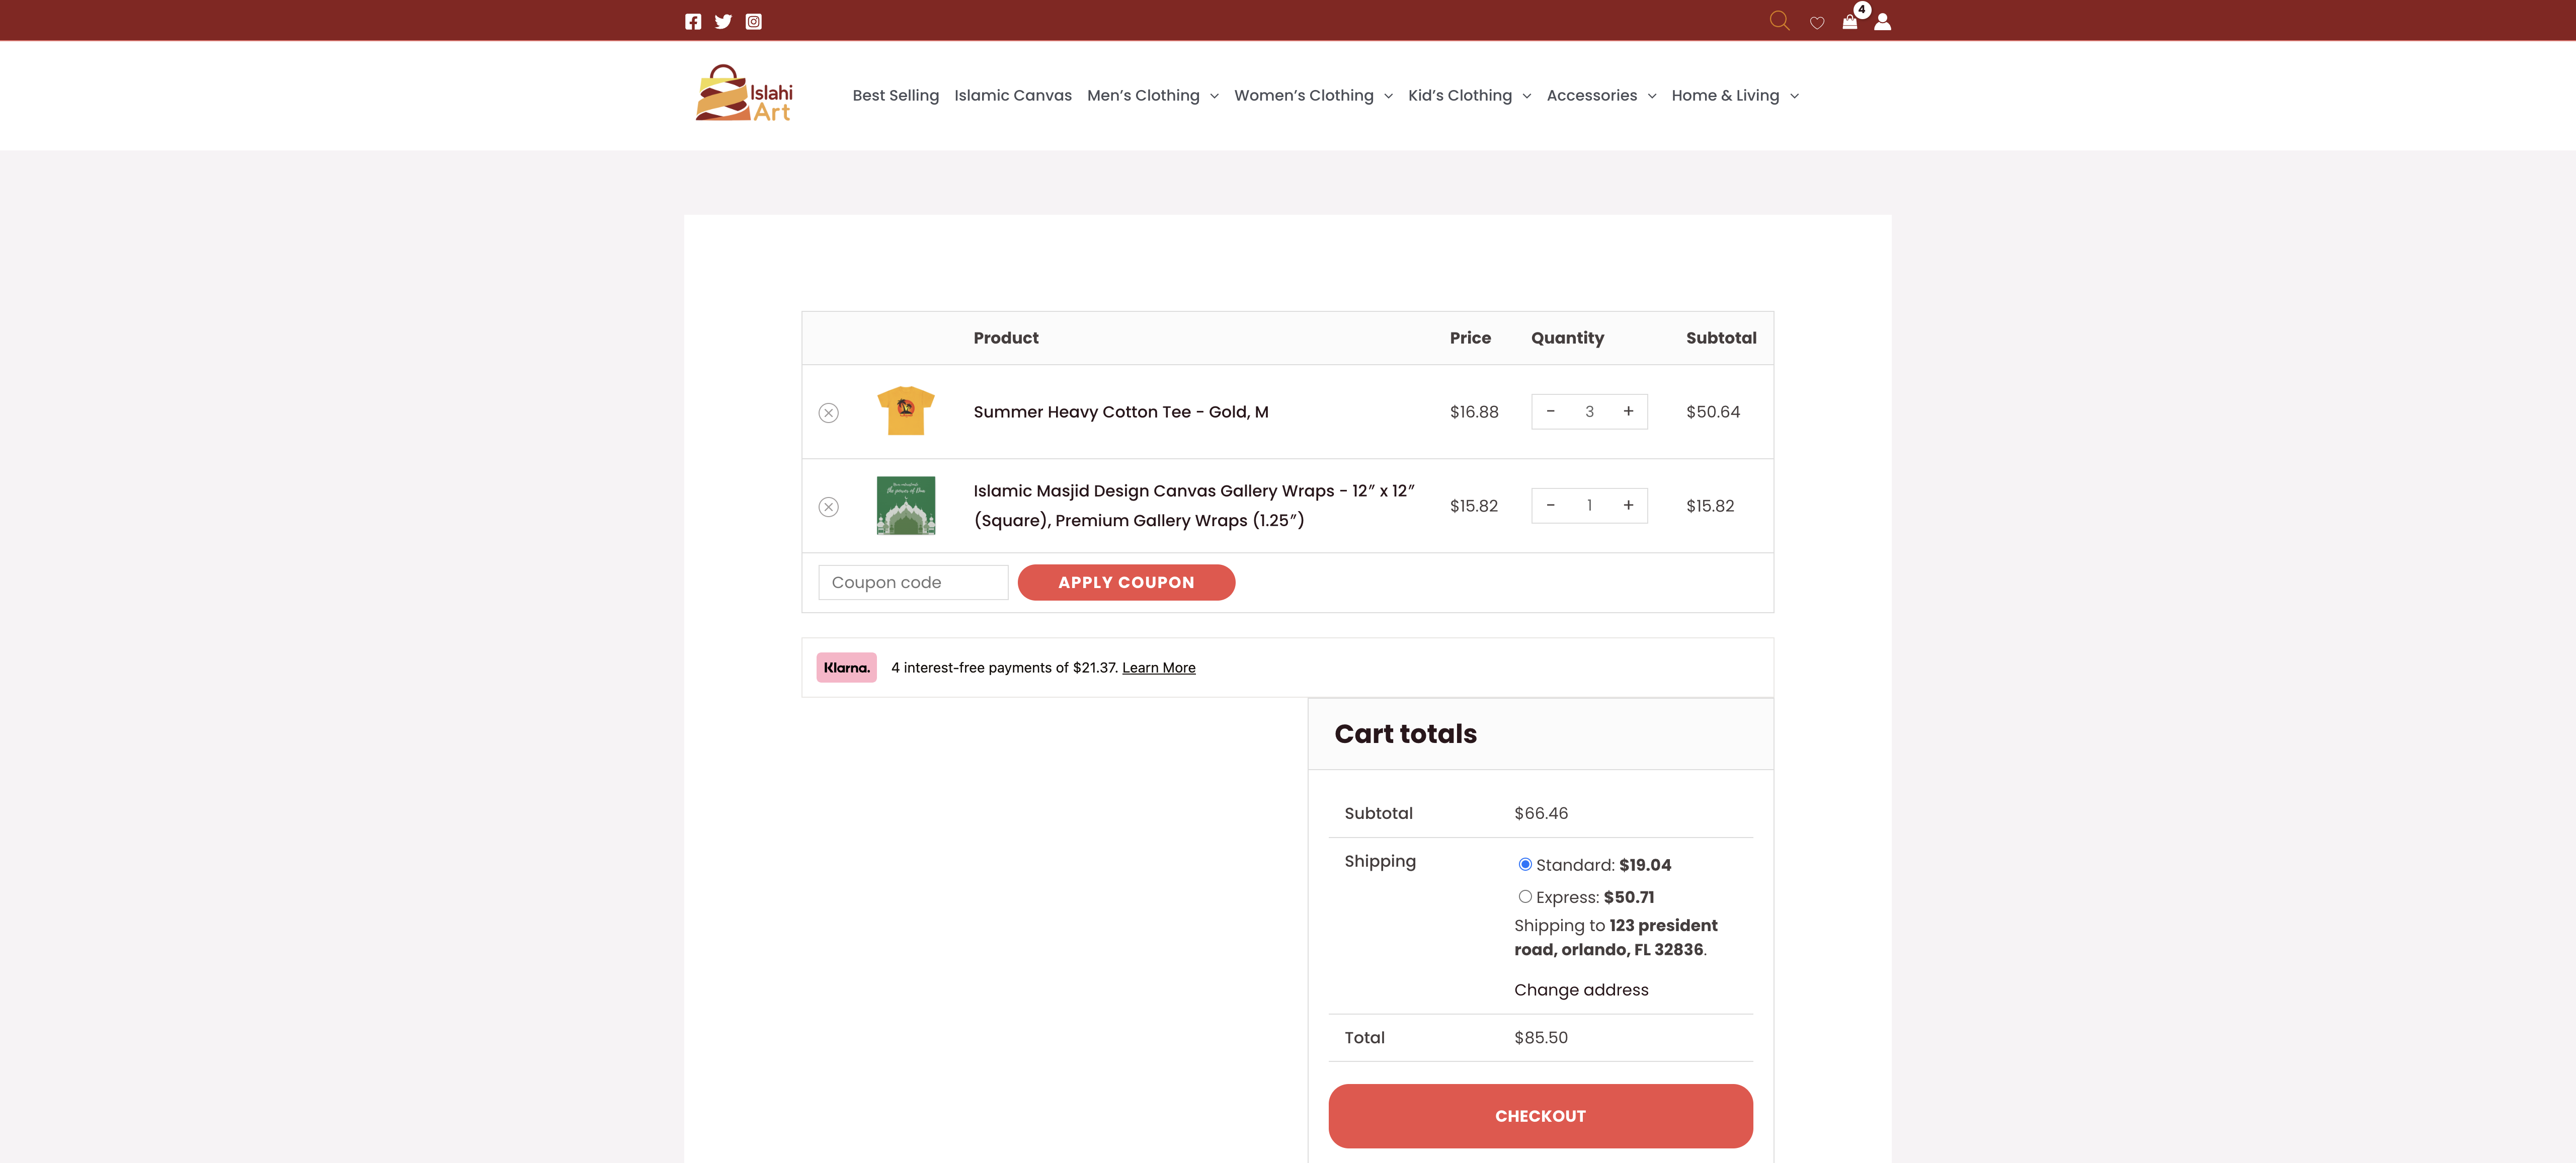 4
Islahi
Art
Best Selling Islamic Canvas Men's Clothing Women's Clothing Kid's Clothing Accessories Home & Living
Product Price Quantity Subtotal
Summer Heavy Cotton Tee - Gold, M $16.88 - 3 + $50.64
the power of Dua
Islamic Masjid Design Canvas Gallery Wraps - 12″ x 12″
(Square), Premium Gallery Wraps (1.25″) $15.82 - 1 + $15.82
Coupon code APPLY COUPON
Klarna. 4 interest-free payments of $21.37. Learn More
Cart totals
Subtotal $66.46
Shipping Standard: $19.04
Express: $50.71
Shipping to 123 president
road, orlando, FL 32836.
Change address
Total $85.50
CHECKOUT